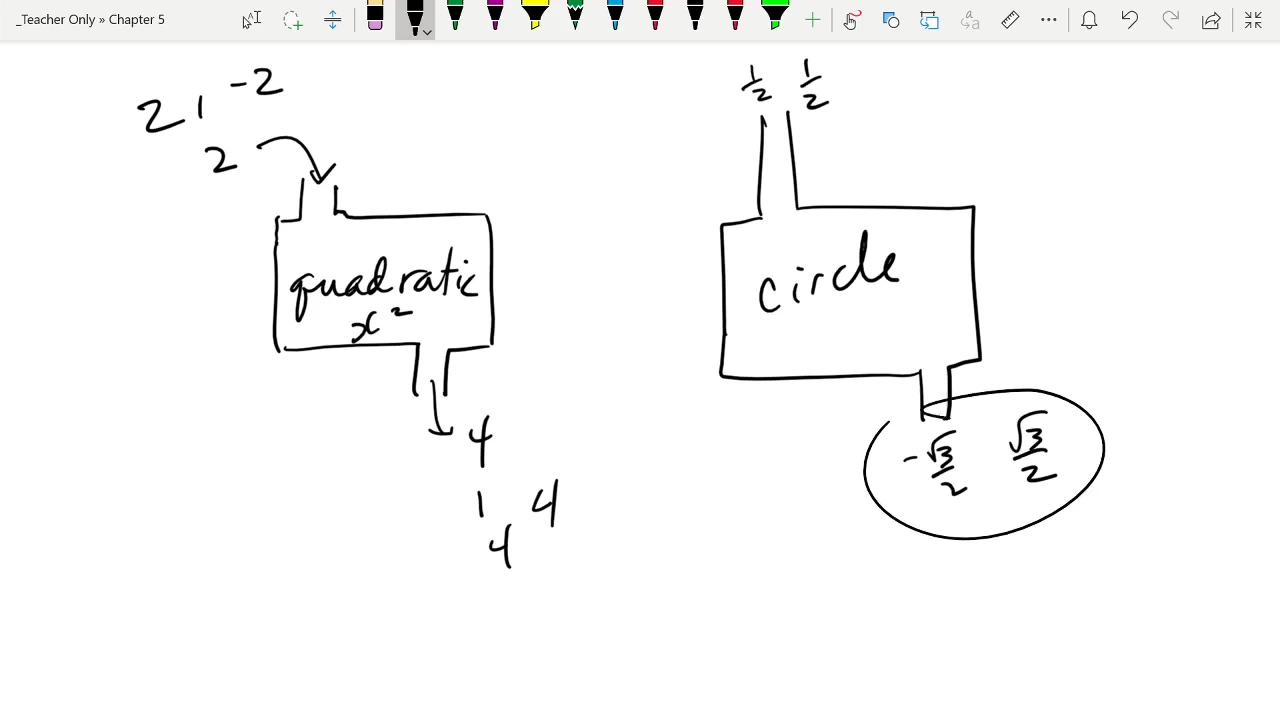 _Teacher Only » Chapter 5
2 1 -2
2
quadratic
x²
4
1 4
4
1/2 1/2
circle
-√3/2 √3/2